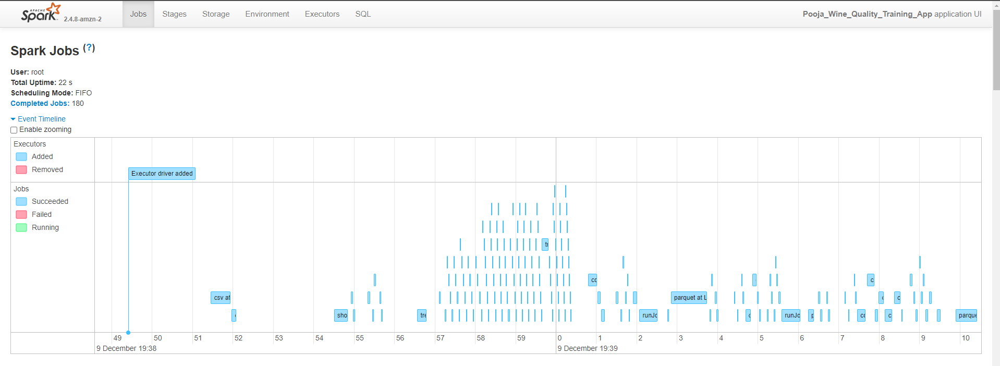 APACHE
Spark 2.4.8-amzn-2 Jobs Stages Storage Environment Executors SQL Pooja_Wine_Quality_Training_App application UI
Spark Jobs (?)
User: root
Total Uptime: 22 s
Scheduling Mode: FIFO
Completed Jobs: 180
Event Timeline
Enable zooming
Executors
Added
Removed
Executor driver added
Jobs
Succeeded
Failed
Running
tr
cc c
csv at parquet at L c c
sho tre runJo c runJo p cc c parque
49 50 51 52 53 54 55 56 57 58 59 0 1 2 3 4 5 6 7 8 9 10
9 December 19:38 9 December 19:39